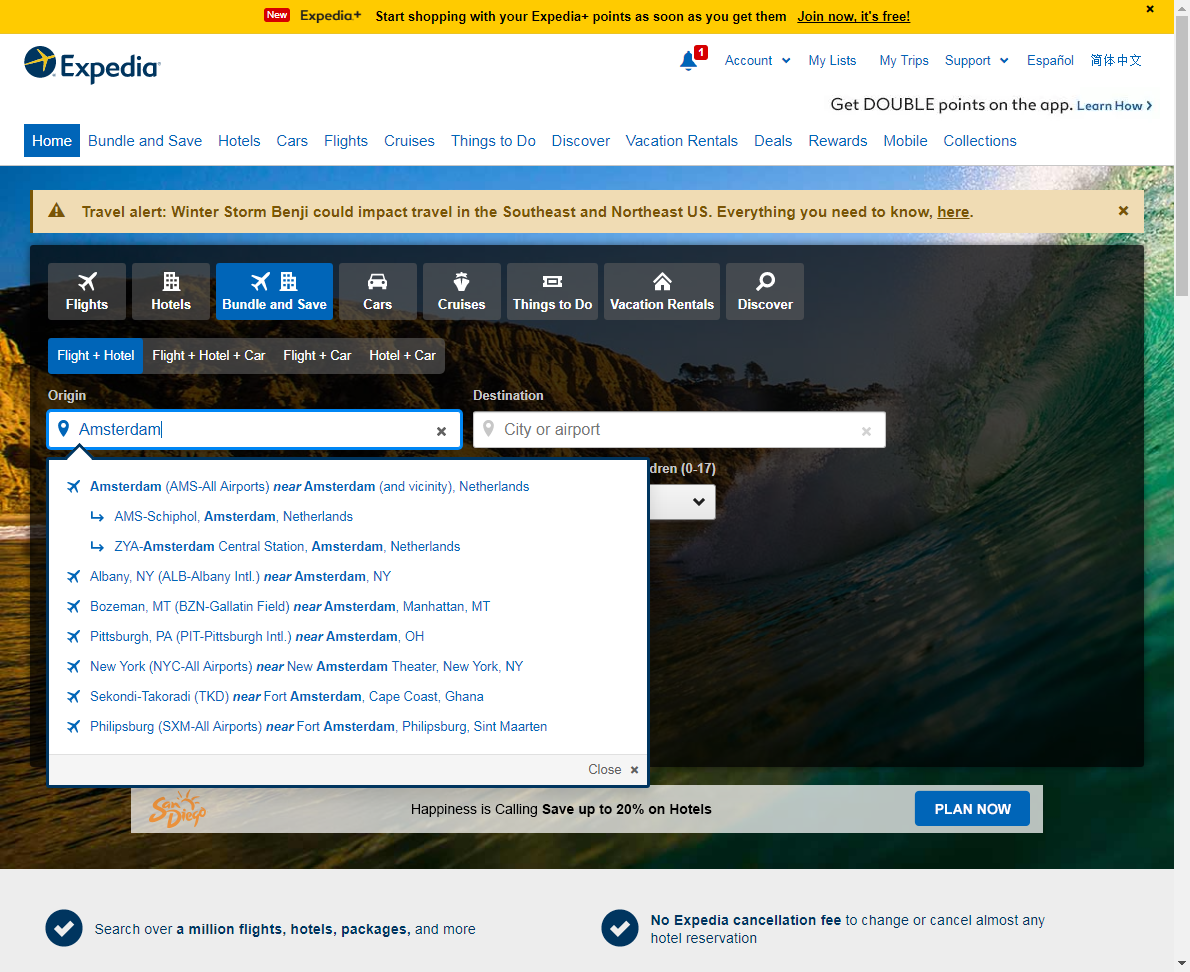 New Expedia+ Start shopping with your Expedia+ points as soon as you get them Join now, it's free!
Expedia
1 Account My Lists My Trips Support Español 简体中文
Get DOUBLE points on the app. Learn How
Home Bundle and Save Hotels Cars Flights Cruises Things to Do Discover Vacation Rentals Deals Rewards Mobile Collections
Travel alert: Winter Storm Benji could impact travel in the Southeast and Northeast US. Everything you need to know, here.
Flights Hotels Bundle and Save Cars Cruises Things to Do Vacation Rentals Discover
Flight + Hotel Flight + Hotel + Car Flight + Car Hotel + Car
Origin Destination
Amsterdam City or airport
dren (0-17)
Amsterdam (AMS-All Airports) near Amsterdam (and vicinity), Netherlands
AMS-Schiphol, Amsterdam, Netherlands
ZYA-Amsterdam Central Station, Amsterdam, Netherlands
Albany, NY (ALB-Albany Intl.) near Amsterdam, NY
Bozeman, MT (BZN-Gallatin Field) near Amsterdam, Manhattan, MT
Pittsburgh, PA (PIT-Pittsburgh Intl.) near Amsterdam, OH
New York (NYC-All Airports) near New Amsterdam Theater, New York, NY
Sekondi-Takoradi (TKD) near Fort Amsterdam, Cape Coast, Ghana
Philipsburg (SXM-All Airports) near Fort Amsterdam, Philipsburg, Sint Maarten
Close
San Diego Happiness is Calling Save up to 20% on Hotels PLAN NOW
Search over a million flights, hotels, packages, and more
No Expedia cancellation fee to change or cancel almost any
hotel reservation